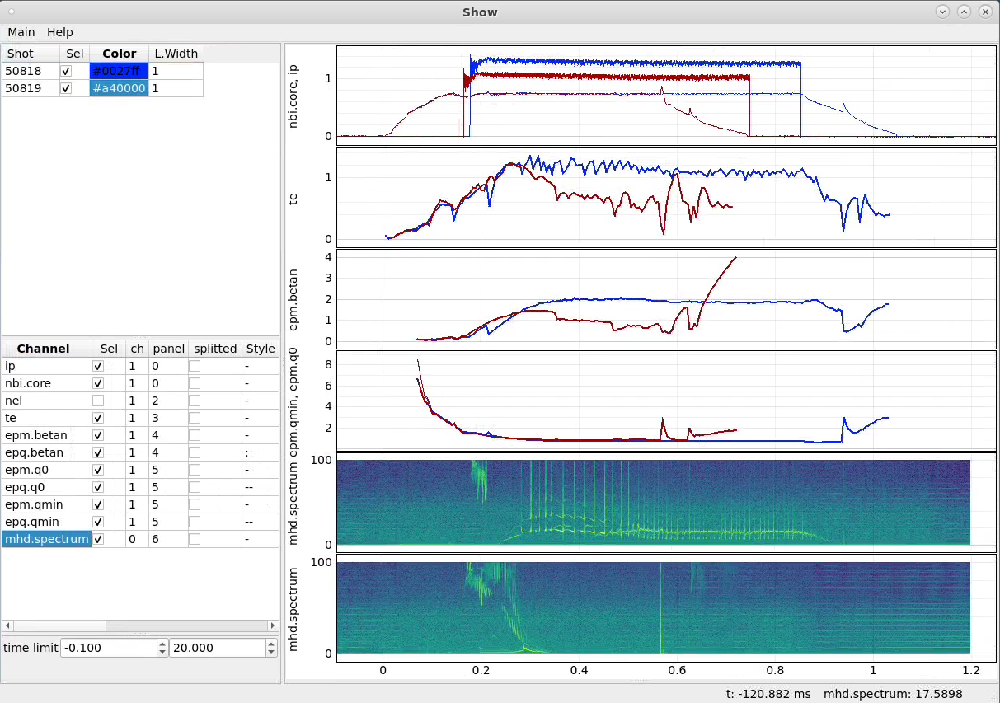 Show
Main Help
Shot Sel Color L.Width
50818 #0027ff 1
50819 #a40000 1
Channel Sel ch panel splitted Style
ip 1 0 -
nbi.core 1 0 -
nel 1 2 -
te 1 3 -
epm.betan 1 4 -
epq.betan 1 4 :
epm.q0 1 5 -
epq.q0 1 5 --
epm.qmin 1 5 -
epq.qmin 1 5 --
mhd.spectrum 0 6 -
time limit -0.100 20.000
nbi.core, ip
1
0
te
1
0
epm.betan
4
3
2
1
0
epm.qmin, epm.q0
8
6
4
2
mhd.spectrum
100
0
mhd.spectrum
100
0
0 0.2 0.4 0.6 0.8 1 1.2
t: -120.882 ms mhd.spectrum: 17.5898